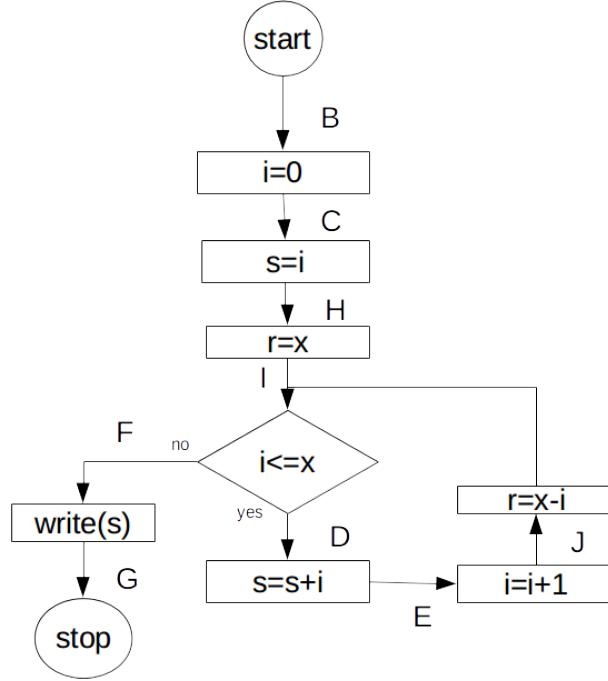 start
B
i=0
C
s=i
H
r=x
I
F
no
i<=x
yes
write(s)
D
r=x-i
J
G
s=s+i
E
i=i+1
stop